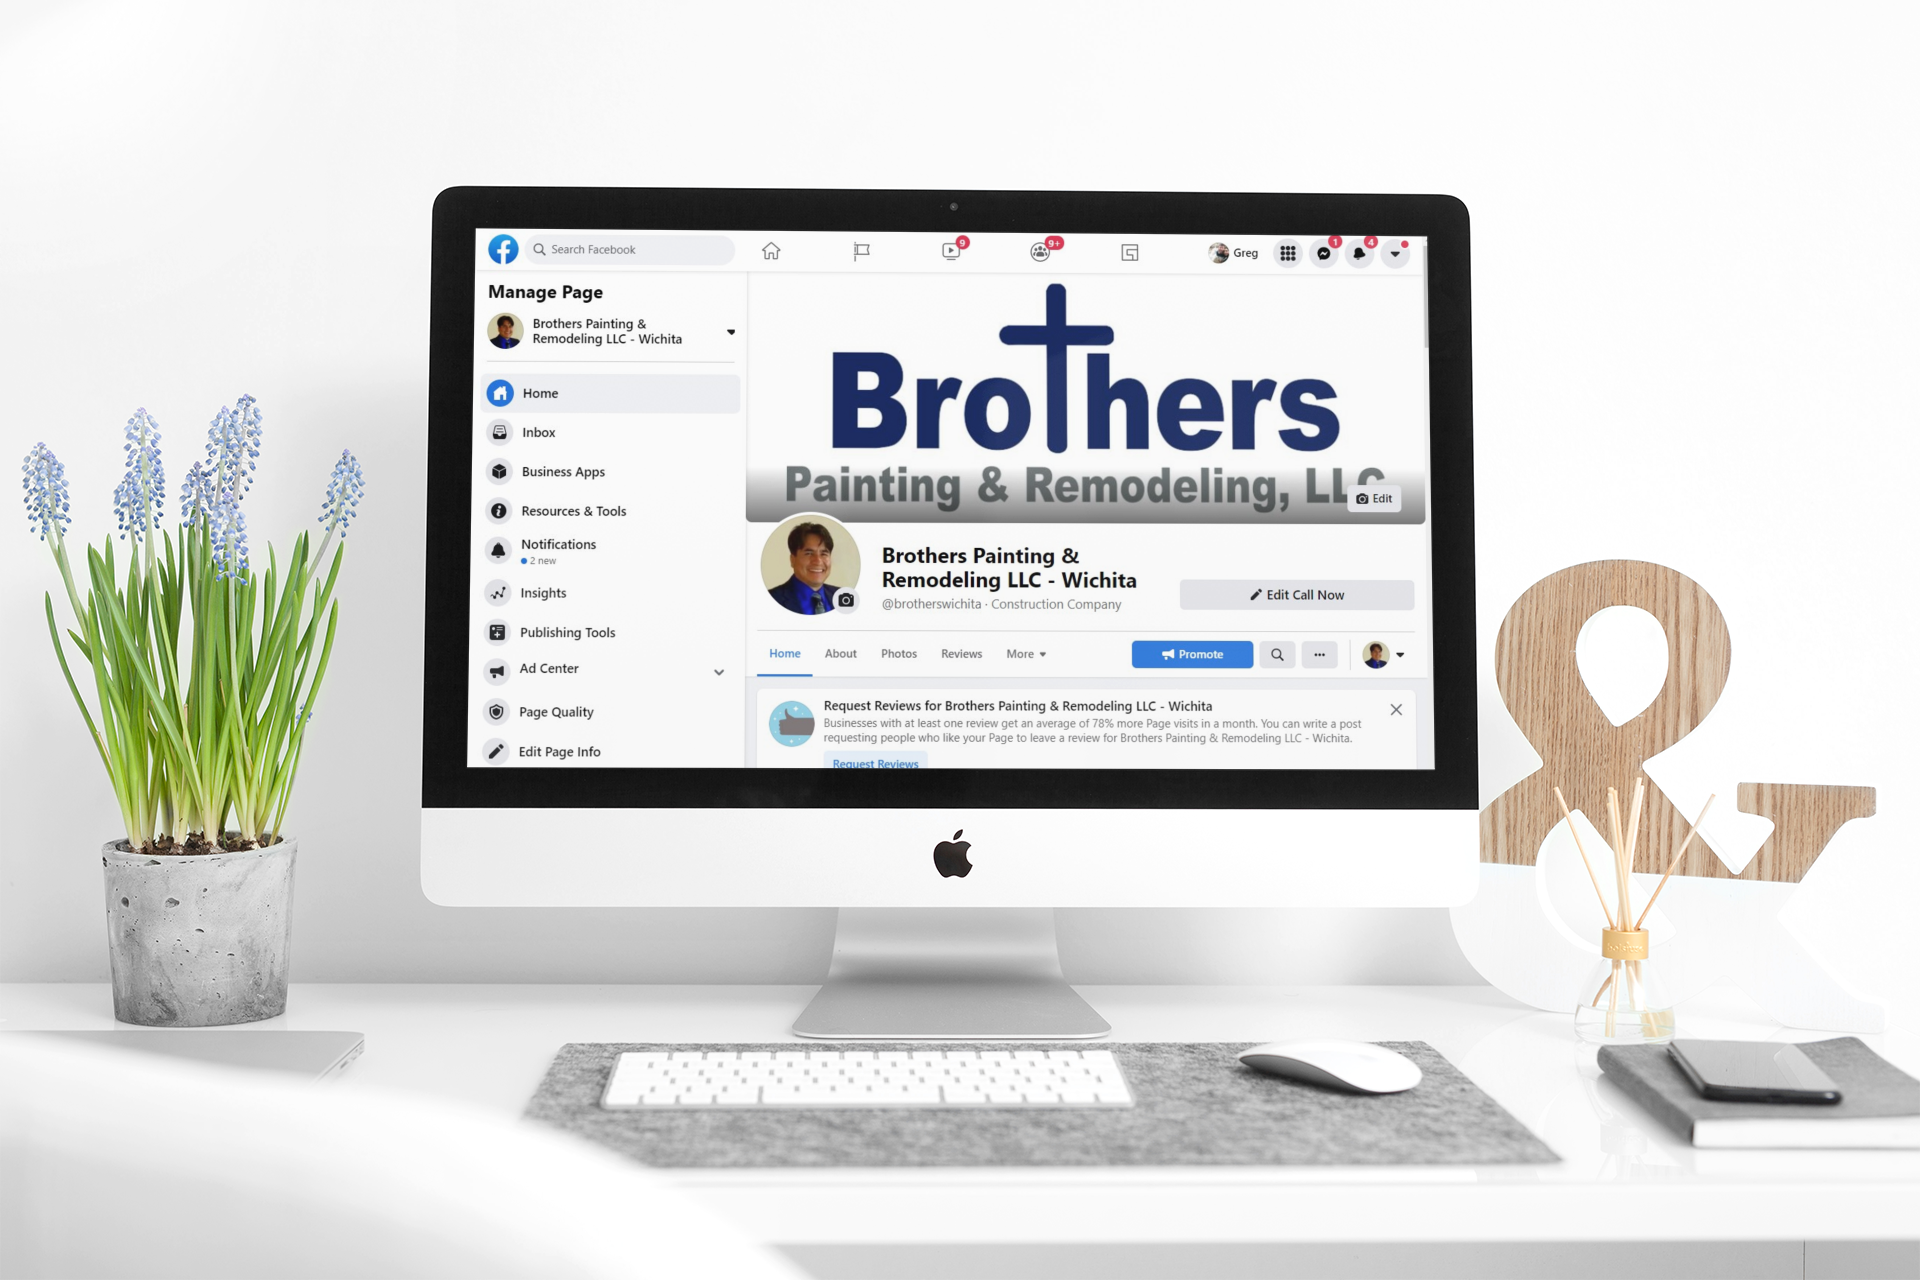 Search Facebook
9
9+
Greg
1
4
Manage Page
Brothers Painting &
Remodeling LLC - Wichita
Home
Inbox
Business Apps
Resources & Tools
Notifications
2 new
Insights
Publishing Tools
Ad Center
Page Quality
Edit Page Info
Brothers
Painting & Remodeling, LLC
Edit
Brothers Painting &
Remodeling LLC - Wichita
@brotherswichita · Construction Company
Edit Call Now
Home About Photos Reviews More
Promote
Request Reviews for Brothers Painting & Remodeling LLC - Wichita
Businesses with at least one review get an average of 78% more Page visits in a month. You can write a post
requesting people who like your Page to leave a review for Brothers Painting & Remodeling LLC - Wichita.
Request Reviews
&